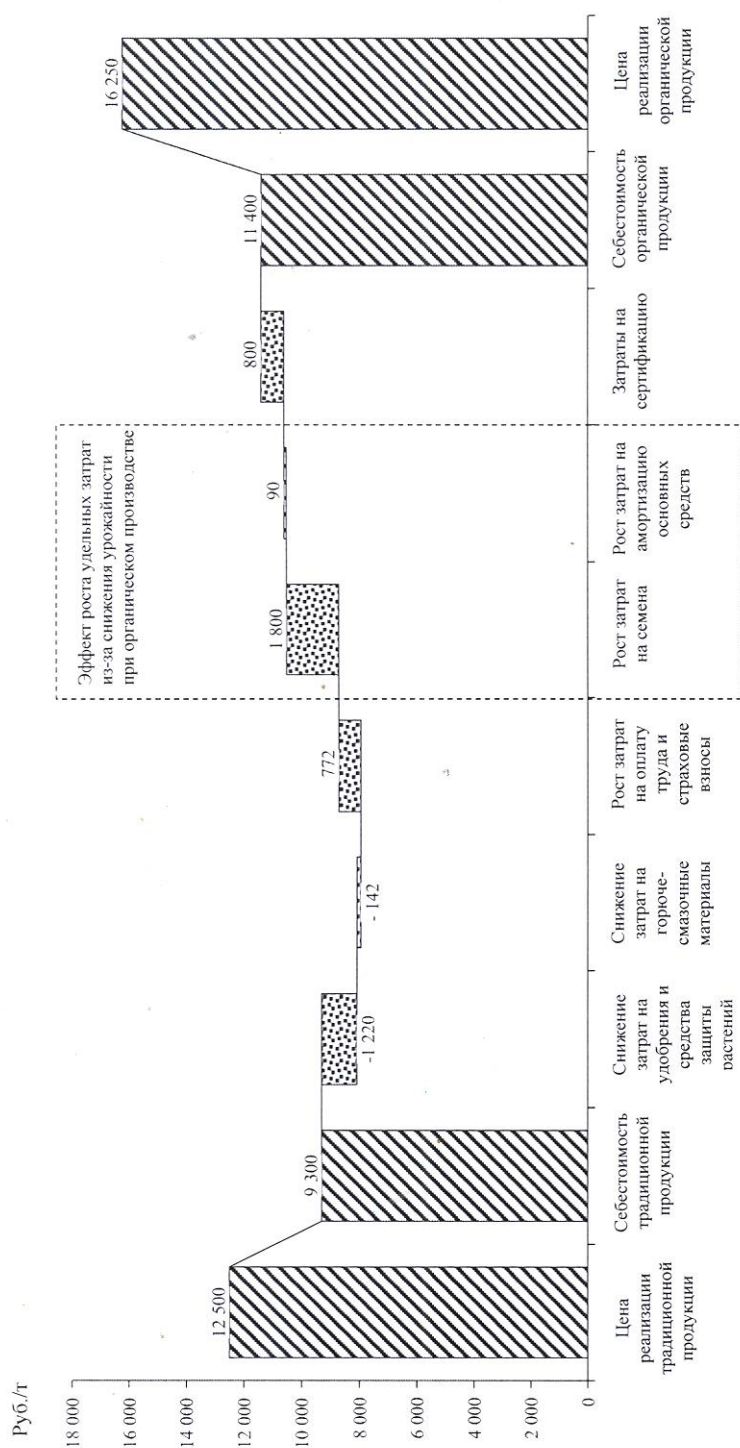 Руб./т
18 000
16 000
14 000
12 000
10 000
8 000
6 000
4 000
2 000
0
12 500
9 300
-1 220
- 142
772
1 800
90
800
11 400
16 250
Эффект роста удельных затрат
из-за снижения урожайности
при органическом производстве
Цена
реализации
традиционной
продукции
Себестоимость
традиционной
продукции
Снижение
затрат на
удобрения и
средства
защиты
растений
Снижение
затрат на
горюче-
смазочные
материалы
Рост затрат
на оплату
труда и
страховые
взносы
Рост затрат
на семена
Рост затрат на
амортизацию
основных
средств
Затраты на
сертификацию
Себестоимость
органической
продукции
Цена
реализации
органической
продукции